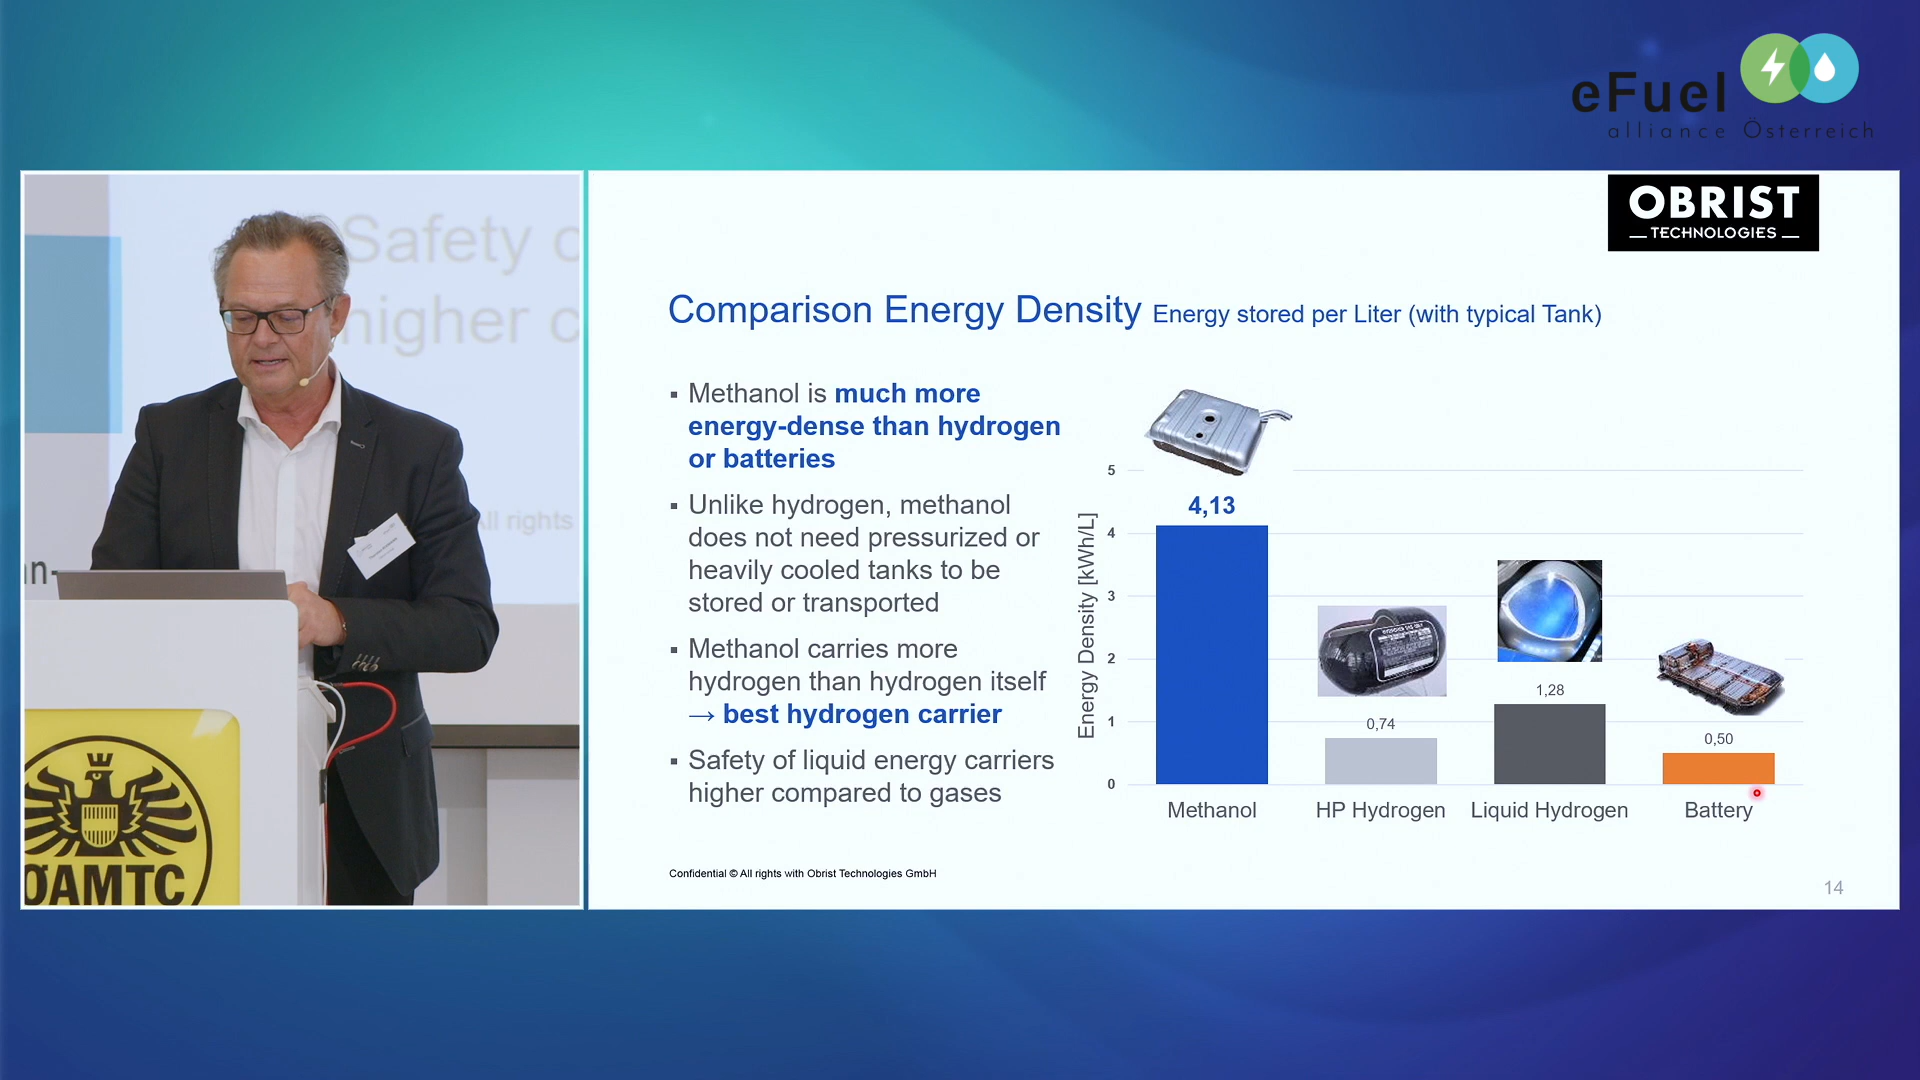 eFuel
alliance Österreich
OBRIST
TECHNOLOGIES
Safety o
higher c
All rights
in-
ÖAMTC
Comparison Energy Density Energy stored per Liter (with typical Tank)
▪ Methanol is much more
energy-dense than hydrogen
or batteries
▪ Unlike hydrogen, methanol
does not need pressurized or
heavily cooled tanks to be
stored or transported
▪ Methanol carries more
hydrogen than hydrogen itself
→ best hydrogen carrier
▪ Safety of liquid energy carriers
higher compared to gases
Energy Density [kWh/L]
5
4
3
2
1
0
4,13
0,74
1,28
0,50
Methanol
HP Hydrogen
Liquid Hydrogen
Battery
Confidential © All rights with Obrist Technologies GmbH
14